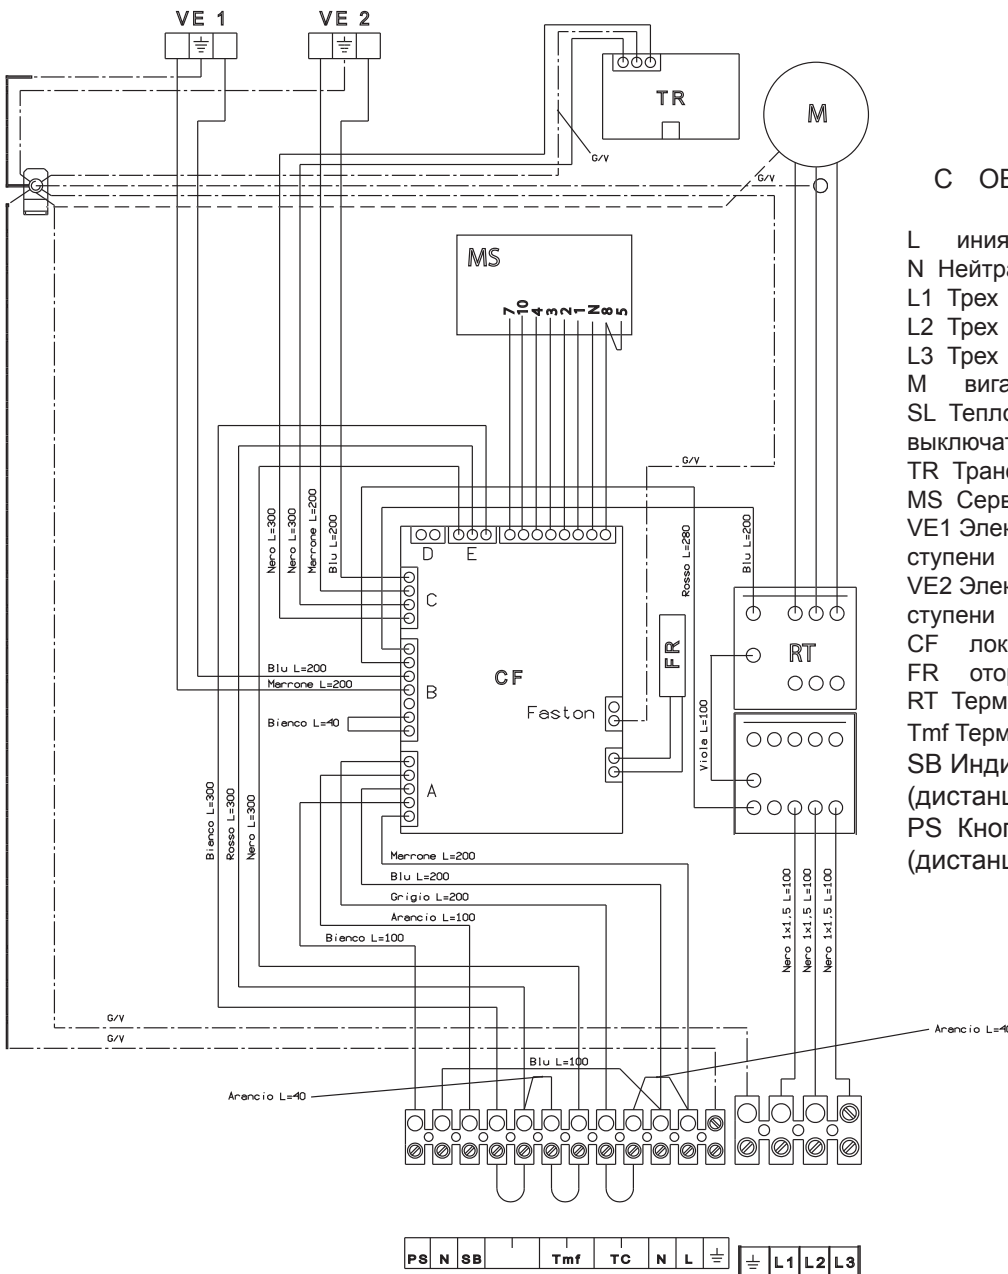 VE 1
VE 2
TR
M
G/V
G/V
MS
7 10 4 3 2 1 N 8 5
G/V
Nero L=300
Nero L=300
Marrone L=200
Blu L=200
Rosso L=280
Blu L=200
D
E
C
B
A
CF
Faston
FR
RT
Viola L=100
Blu L=200
Marrone L=200
Bianco L=40
Bianco L=300
Rosso L=300
Nero L=300
Marrone L=200
Blu L=200
Grigio L=200
Arancio L=100
Bianco L=100
Nero 1x1,5 L=100
Nero 1x1,5 L=100
Nero 1x1,5 L=100
G/V
G/V
Blu L=100
Arancio L=40
Arancio L=40
PS N SB Tmf TC N L
L1 L2 L3
С ОБ
L иния
N Нейтра
L1 Трех
L2 Трех
L3 Трех
M вига
SL Тепло
выключат
TR Транс
MS Серв
VE1 Элек
ступени
VE2 Элек
ступени
CF лок
FR отор
RT Терм
Tmf Терм
SB Инди
(дистанц
PS Кноп
(дистанц